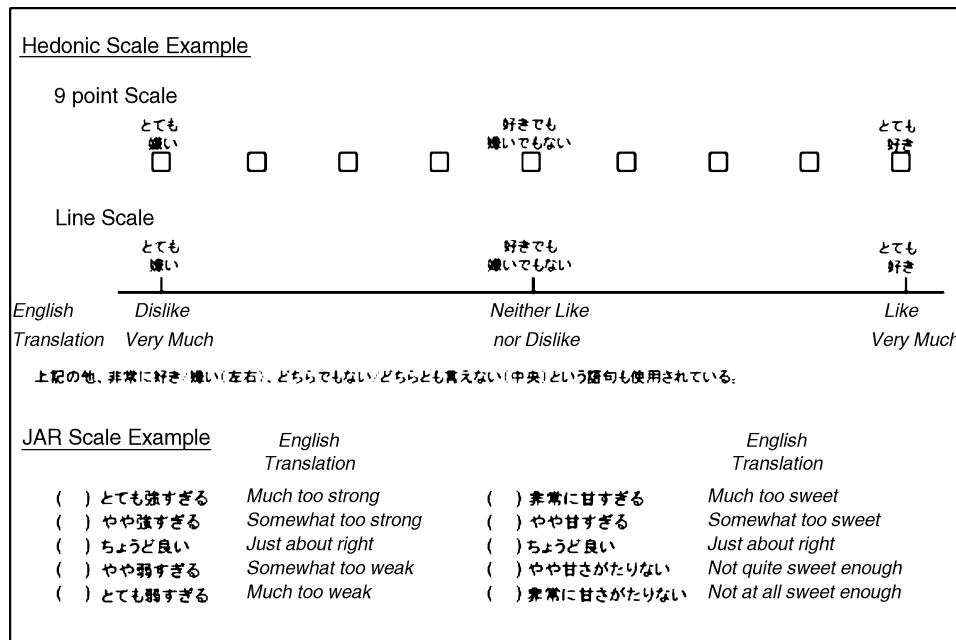 Hedonic Scale Example
9 point Scale
とても 好きでも とても
嫌い 嫌いでもない 好き
Line Scale
とても 好きでも とても
嫌い 嫌いでもない 好き
English Dislike Neither Like Like
Translation Very Much nor Dislike Very Much
上記の他、非常に好き/嫌い(左右)、どちらでもない/どちらとも言えない(中央)という語句も使用されている。
JAR Scale Example English English
Translation Translation
( ) とても強すぎる Much too strong ( ) 非常に甘すぎる Much too sweet
( ) やや強すぎる Somewhat too strong ( ) やや甘すぎる Somewhat too sweet
( ) ちょうど良い Just about right ( ) ちょうど良い Just about right
( ) やや弱すぎる Somewhat too weak ( ) やや甘さがたりない Not quite sweet enough
( ) とても弱すぎる Much too weak ( ) 非常に甘さがたりない Not at all sweet enough